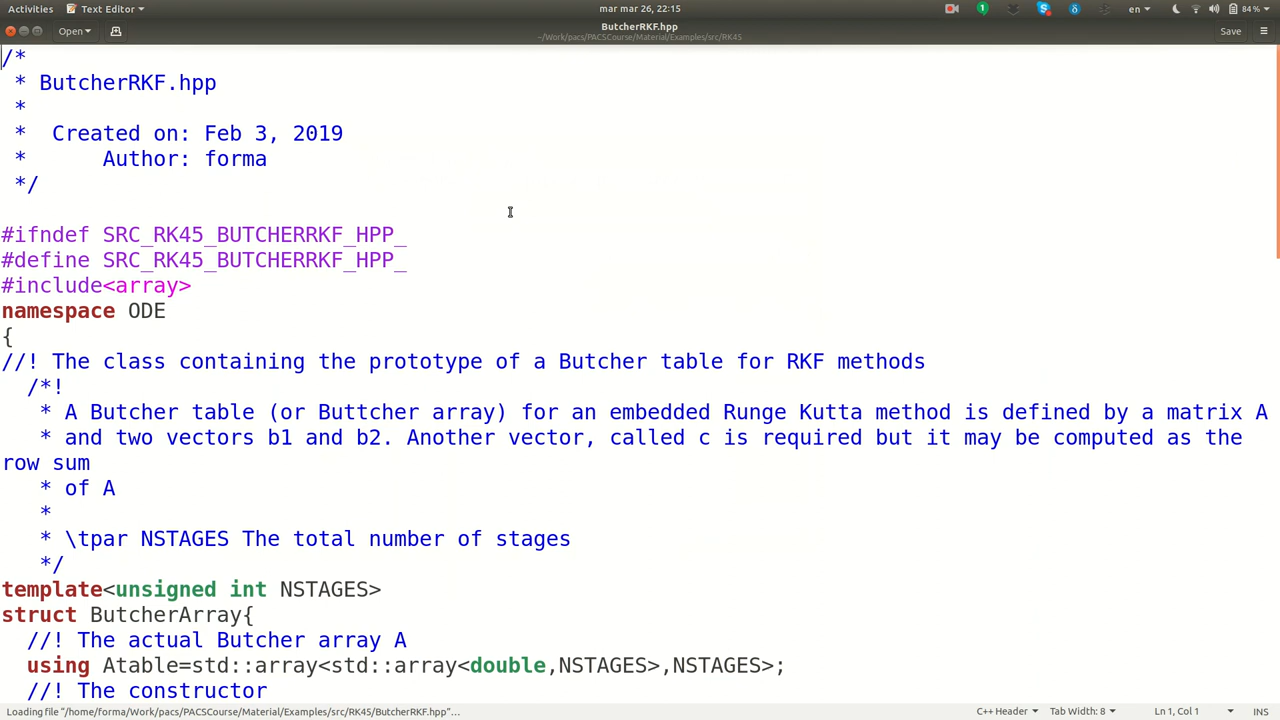 Activities Text Editor mar mar 26, 22:15 1 en 84%
Open ButcherRKF.hpp Save
~/Work/pacs/PACSCourse/Material/Examples/src/RK45
/*
* ButcherRKF.hpp
*
* Created on: Feb 3, 2019
* Author: forma
*/
#ifndef SRC_RK45_BUTCHERRKF_HPP_
#define SRC_RK45_BUTCHERRKF_HPP_
#include<array>
namespace ODE
{
//! The class containing the prototype of a Butcher table for RKF methods
/*!
* A Butcher table (or Buttcher array) for an embedded Runge Kutta method is defined by a matrix A
* and two vectors b1 and b2. Another vector, called c is required but it may be computed as the
row sum
* of A
*
* \tpar NSTAGES The total number of stages
*/
template<unsigned int NSTAGES>
struct ButcherArray{
//! The actual Butcher array A
using Atable=std::array<std::array<double,NSTAGES>,NSTAGES>;
//! The constructor
Loading file "/home/forma/Work/pacs/PACSCourse/Material/Examples/src/RK45/ButcherRKF.hpp"… C++ Header Tab Width: 8 Ln 1, Col 1 INS